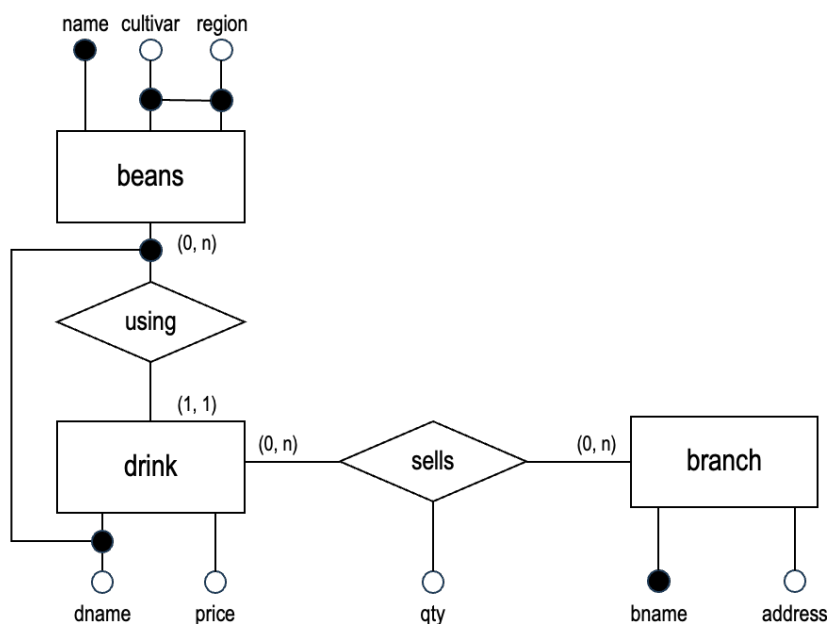 name cultivar region
beans
(0, n)
using
(1, 1)
drink
(0, n)
sells
(0, n)
branch
dname price qty bname address